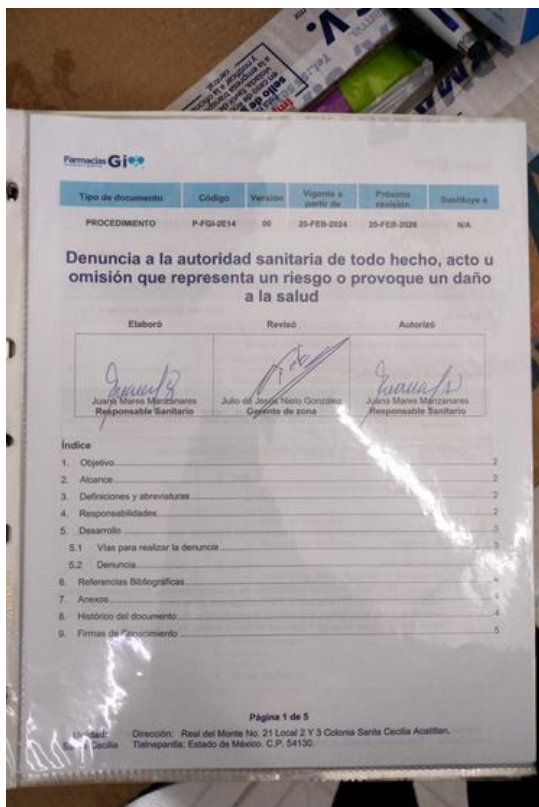 Farmacias Gi
Tipo de documento Código Versión Vigente a partir de Próxima revisión Sustituye a
PROCEDIMIENTO P-FGI-2E14 00 20-FEB-2024 20-FEB-2026 N/A
Denuncia a la autoridad sanitaria de todo hecho, acto u
omisión que representa un riesgo o provoque un daño
a la salud
Elaboró Revisó Autorizó
Juana Mares Manzanares Julio de Jesús Nieto González Juana Mares Manzanares
Responsable Sanitario Gerente de zona Responsable Sanitario
Índice
1. Objetivo 2
2. Alcance 2
3. Definiciones y abreviaturas 2
4. Responsabilidades 2
5. Desarrollo 3
5.1 Vías para realizar la denuncia 3
5.2 Denuncia
6. Referencias Bibliográficas 4
7. Anexos 4
8. Histórico del documento 4
9. Firmas de Conocimiento 5
Página 1 de 5
Unidad: Dirección: Real del Monte No. 21 Local 2 Y 3 Colonia Santa Cecilia Acatitlan,
Santa Cecilia Tlalnepantla, Estado de México. C.P. 54130.